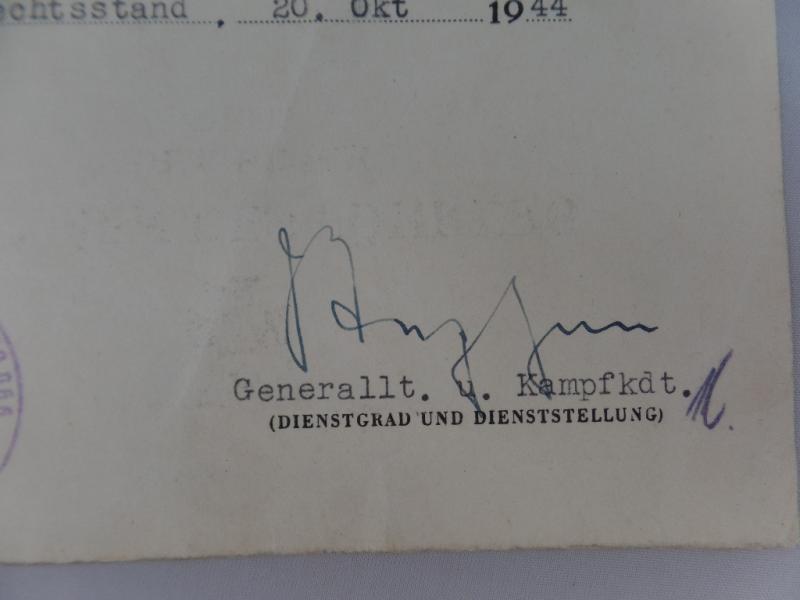 echtsstand, 20. Okt 1944
Generallt. u. Kampfkdt.
(DIENSTGRAD UND DIENSTSTELLUNG)